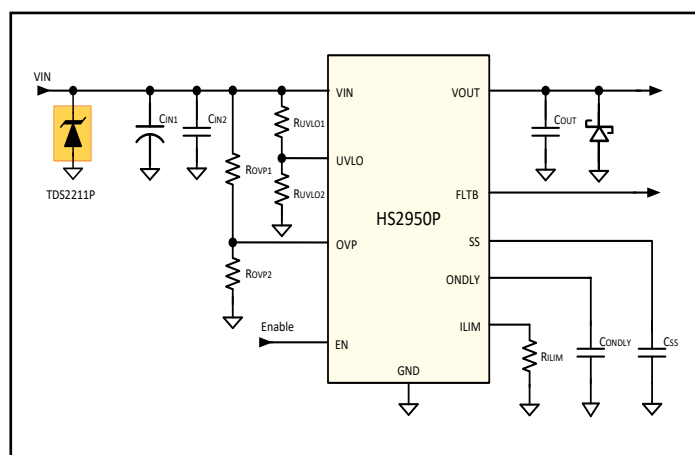 VIN
CIN1
CIN2
RUVLO1
VIN
VOUT
COUT
UVLO
ROVP1
RUVLO2
TDS2211P
FLTB
HS2950P
SS
OVP
ROVP2
ONDLY
Enable
EN
ILIM
RILIM
CONDLY
CSS
GND